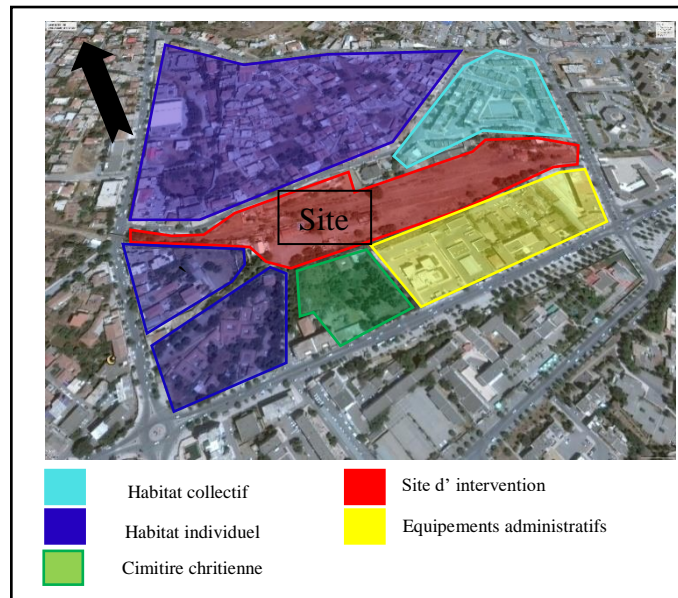 Site
Habitat collectif
Site d’ intervention
Habitat individuel
Equipements administratifs
Cimitire chritienne